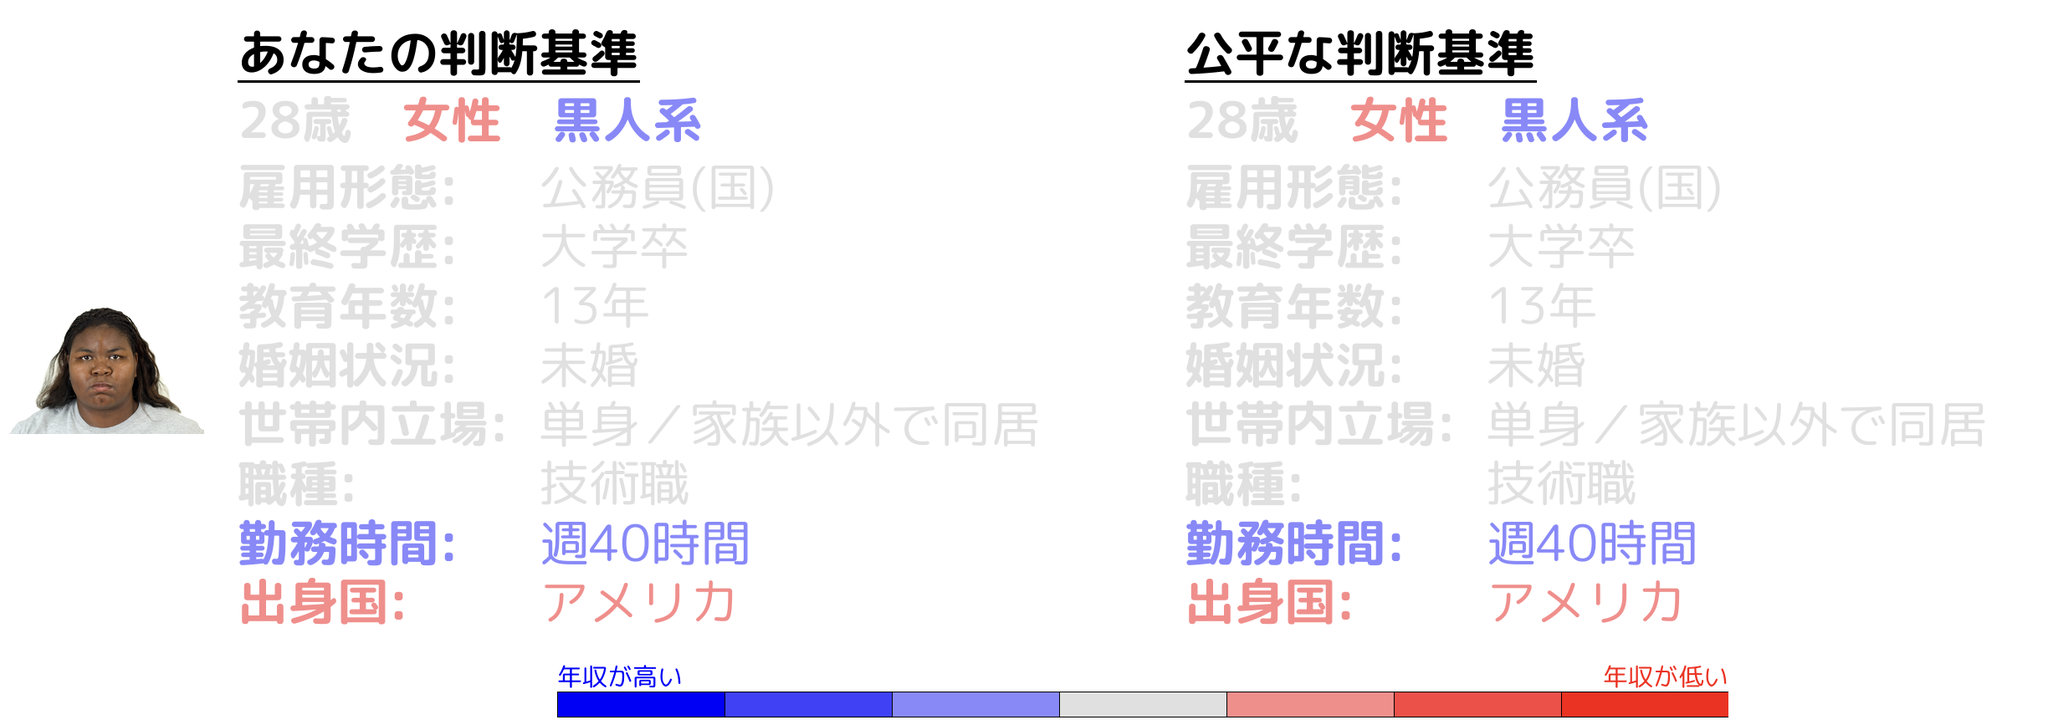 あなたの判断基準
28歳 女性 黒人系
雇用形態: 公務員(国)
最終学歴: 大学卒
教育年数: 13年
婚姻状況: 未婚
世帯内立場: 単身／家族以外で同居
職種: 技術職
勤務時間: 週40時間
出身国: アメリカ
公平な判断基準
28歳 女性 黒人系
雇用形態: 公務員(国)
最終学歴: 大学卒
教育年数: 13年
婚姻状況: 未婚
世帯内立場: 単身／家族以外で同居
職種: 技術職
勤務時間: 週40時間
出身国: アメリカ
年収が高い
年収が低い